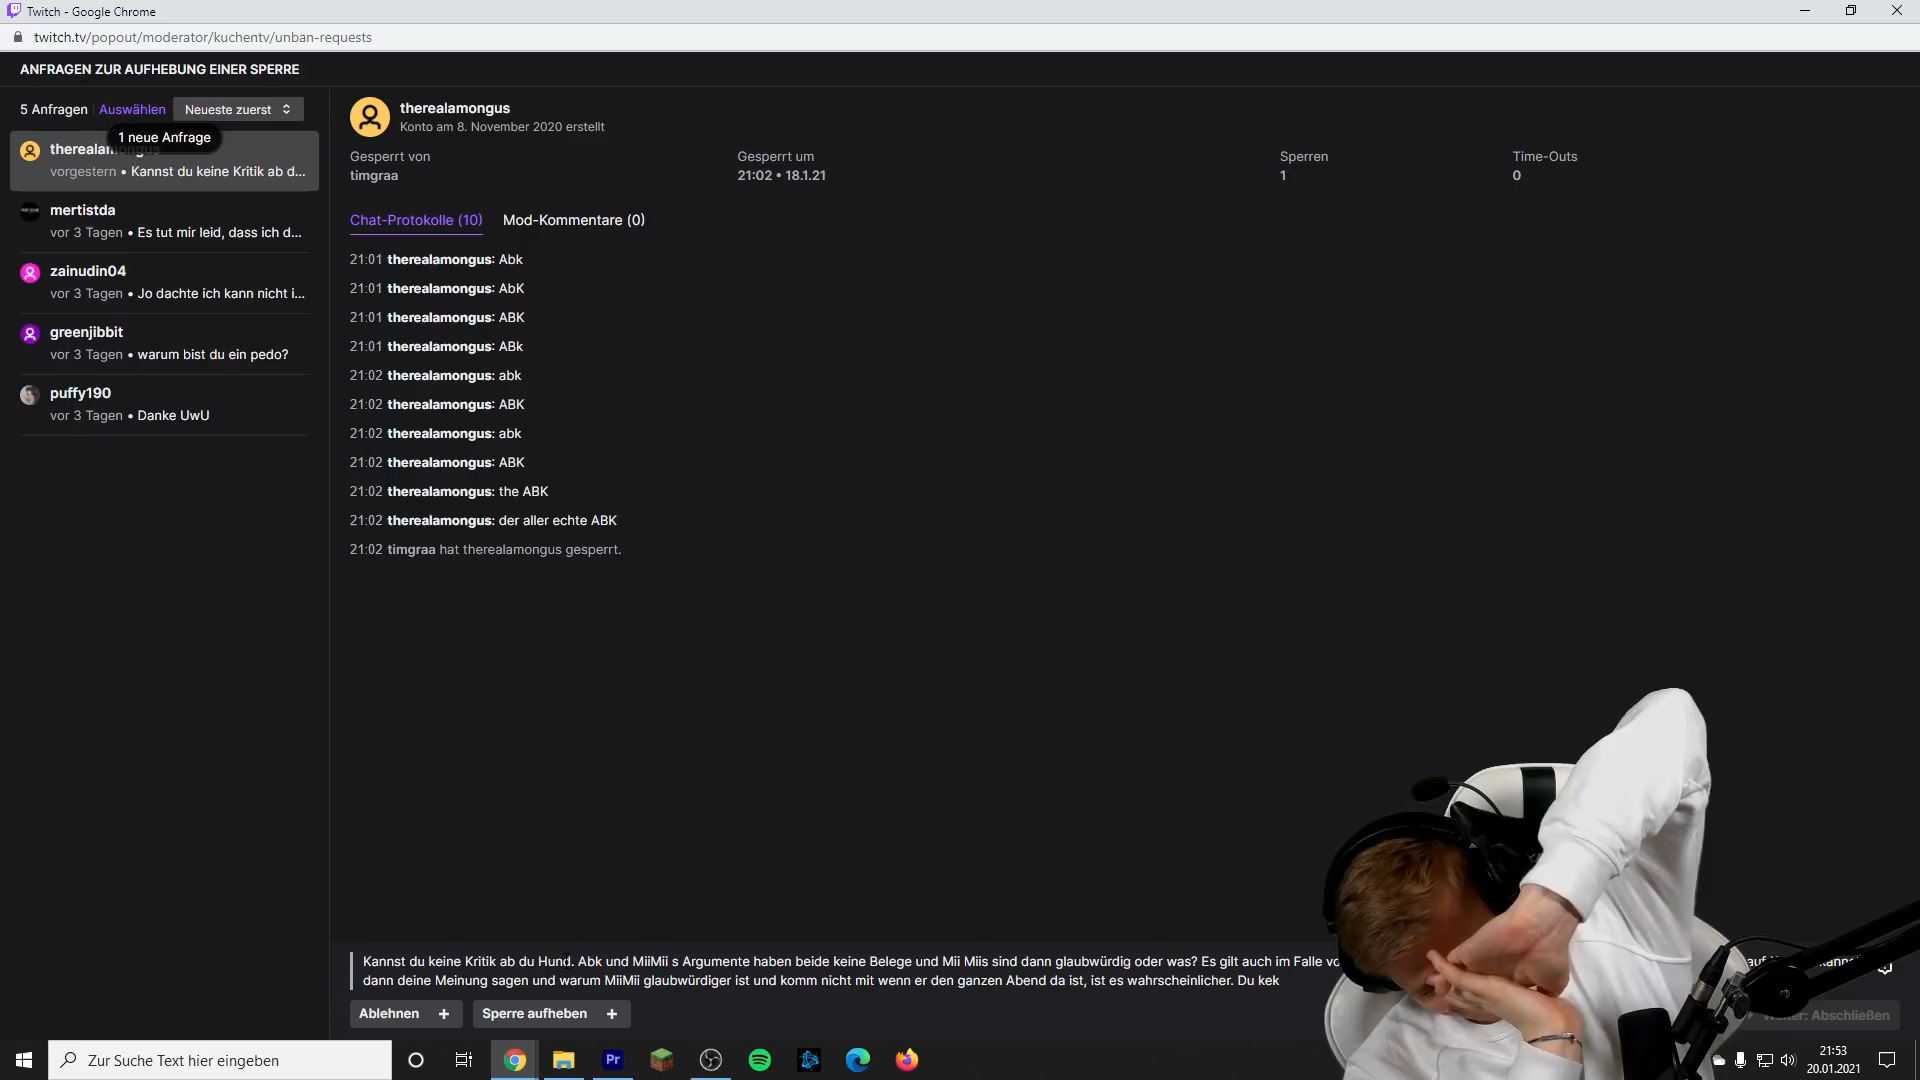 Twitch - Google Chrome
twitch.tv/popout/moderator/kuchentv/unban-requests
ANFRAGEN ZUR AUFHEBUNG EINER SPERRE
5 Anfragen Auswählen Neueste zuerst
1 neue Anfrage
vorgestern • Kannst du keine Kritik ab d...
mertistda
vor 3 Tagen • Es tut mir leid, dass ich d...
zainudin04
vor 3 Tagen • Jo dachte ich kann nicht i...
greenjibbit
vor 3 Tagen • warum bist du ein pedo?
puffy190
vor 3 Tagen • Danke UwU
therealamongus
Konto am 8. November 2020 erstellt
Gesperrt von Gesperrt um Sperren Time-Outs
timgraa 21:02 • 18.1.21 1 0
Chat-Protokolle (10) Mod-Kommentare (0)
21:01 therealamongus: Abk
21:01 therealamongus: AbK
21:01 therealamongus: ABK
21:01 therealamongus: ABk
21:02 therealamongus: abk
21:02 therealamongus: ABK
21:02 therealamongus: abk
21:02 therealamongus: ABK
21:02 therealamongus: the ABK
21:02 therealamongus: der aller echte ABK
21:02 timgraa hat therealamongus gesperrt.
Kannst du keine Kritik ab du Hund. Abk und MiiMii s Argumente haben beide keine Belege und Mii Miis sind dann glaubwürdig oder was? Es gilt auch im Falle
dann deine Meinung sagen und warum MiiMii glaubwürdiger ist und komm nicht mit wenn er den ganzen Abend da ist, ist es wahrscheinlicher. Du kek
Ablehnen + Sperre aufheben + Abschließen
Zur Suche Text hier eingeben
Pr
21:53
20.01.2021